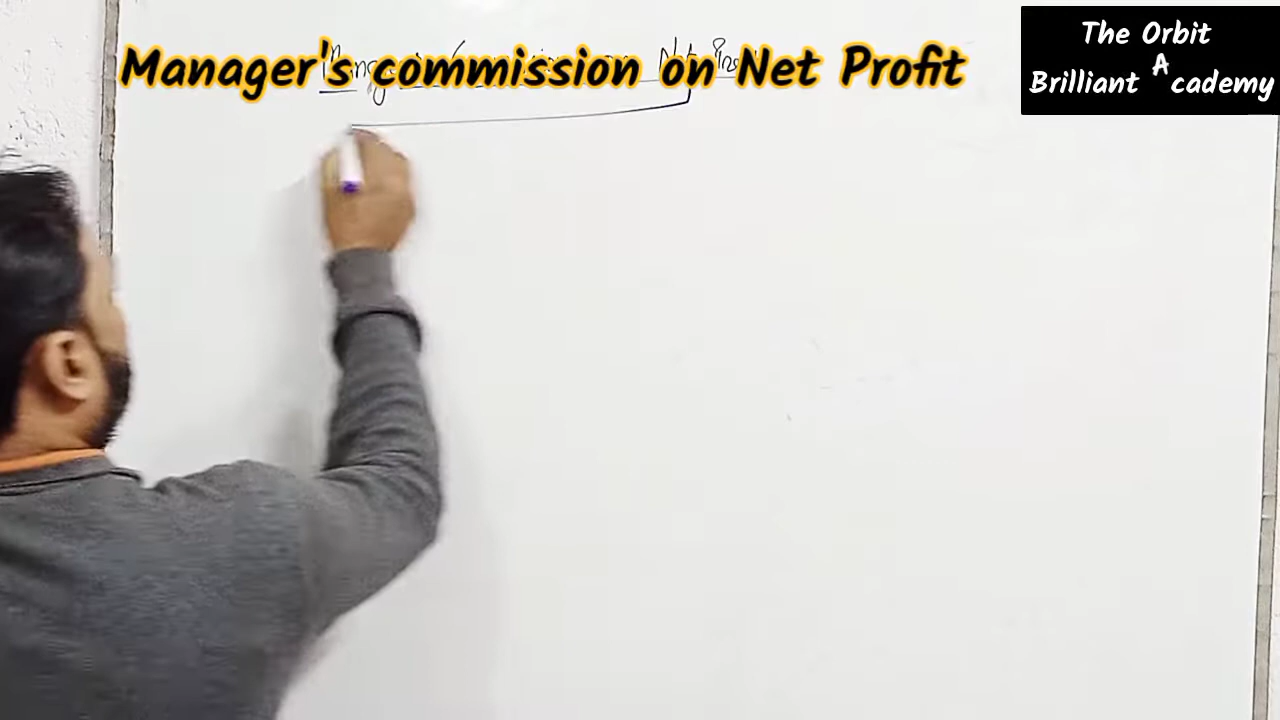 Manager's commission on Net Profit
The Orbit
Brilliant Academy